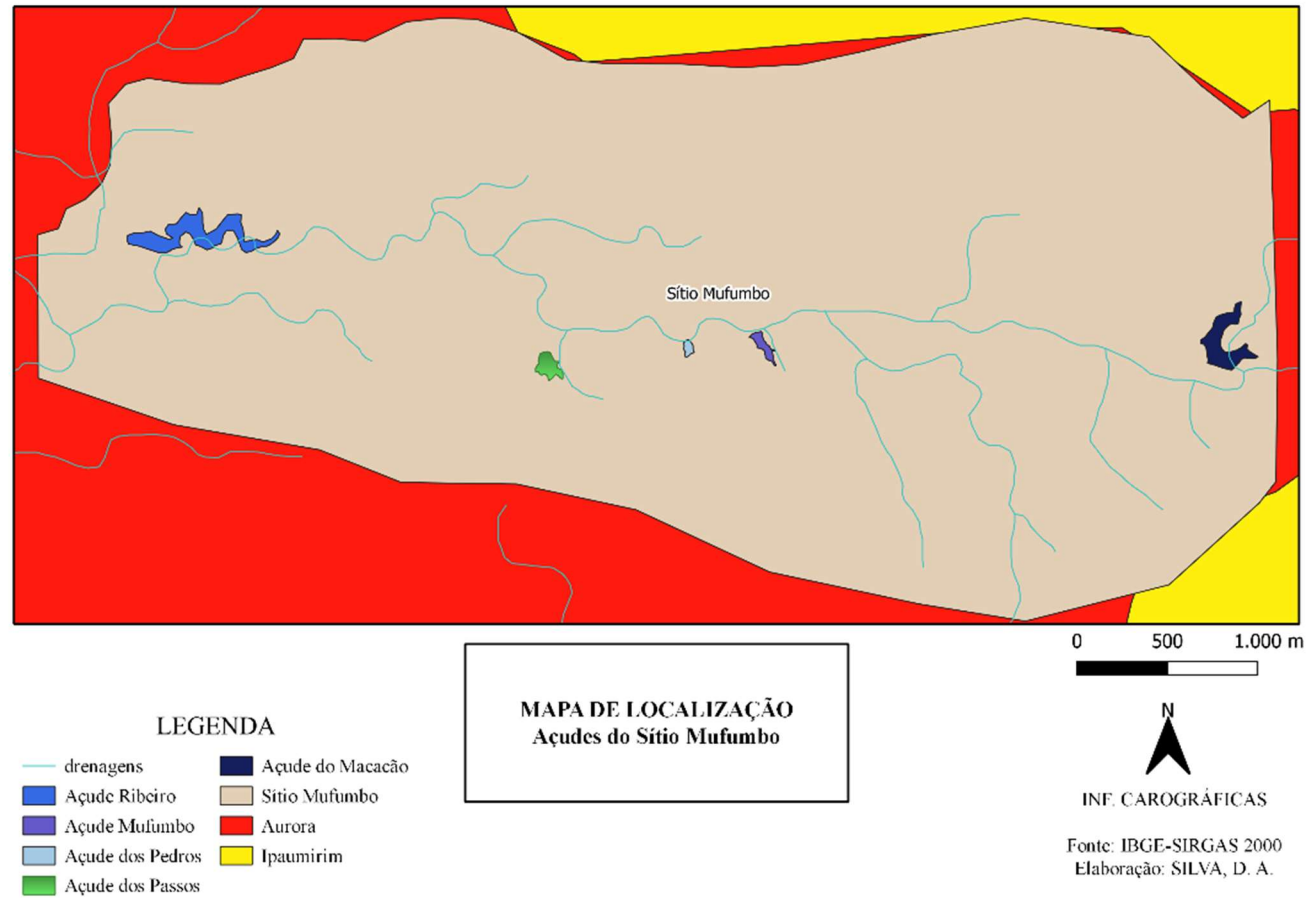 Sítio Mufumbo
0 500 1.000 m
MAPA DE LOCALIZAÇÃO
Açudes do Sítio Mufumbo
LEGENDA
drenagens
Açude Ribeiro
Açude Mufumbo
Açude dos Pedros
Açude dos Passos
Açude do Macacão
Sítio Mufumbo
Aurora
Ipaumirim
N
INF. CAROGRÁFICAS
Fonte: IBGE-SIRGAS 2000
Elaboração: SILVA, D. A.